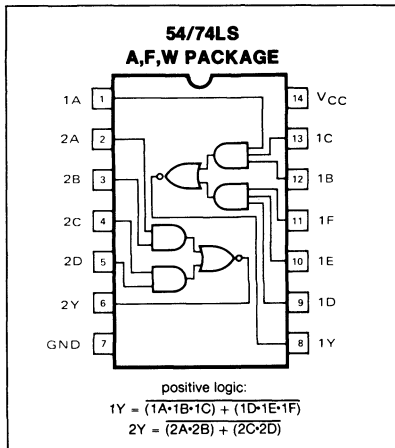 54/74LS
A,F,W PACKAGE
1A 1
2A 2
2B 3
2C 4
2D 5
2Y 6
GND 7
14 VCC
13 1C
12 1B
11 1F
10 1E
9 1D
8 1Y
positive logic:
1Y = (1A•1B•1C) + (1D•1E•1F)
2Y = (2A•2B) + (2C•2D)